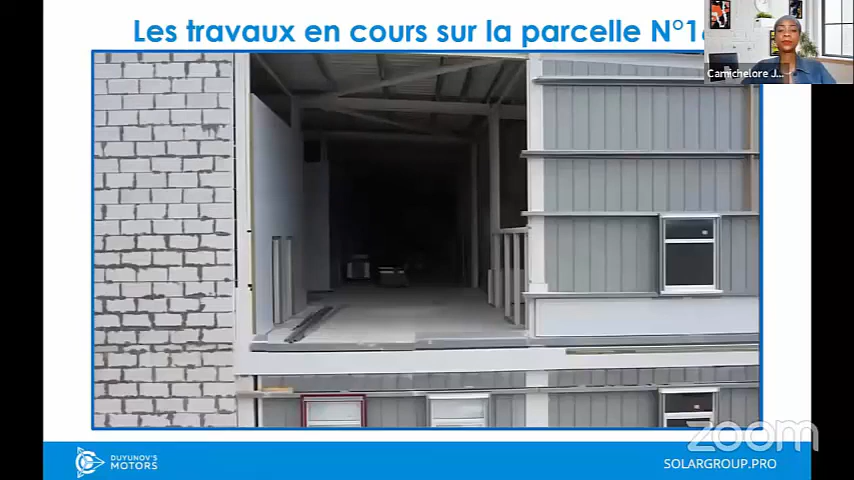 Les travaux en cours sur la parcelle N°1
Camichelore J...
DUYUNOV'S
MOTORS
zoom
SOLARGROUP.PRO